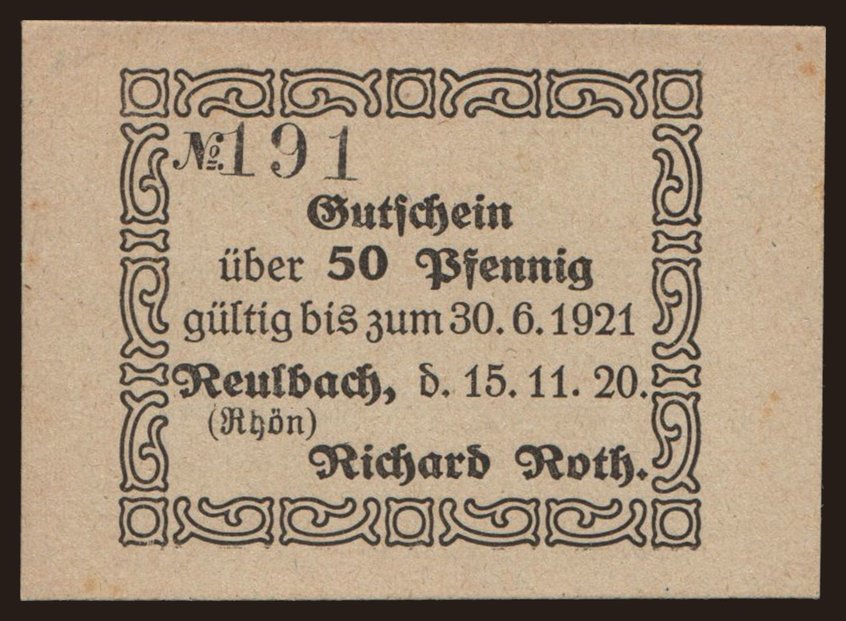 № 191
Gutschein
über 50 Pfennig
gültig bis zum 30. 6. 1921
Reulbach, d. 15. 11. 20.
(Rhön)
Richard Roth.